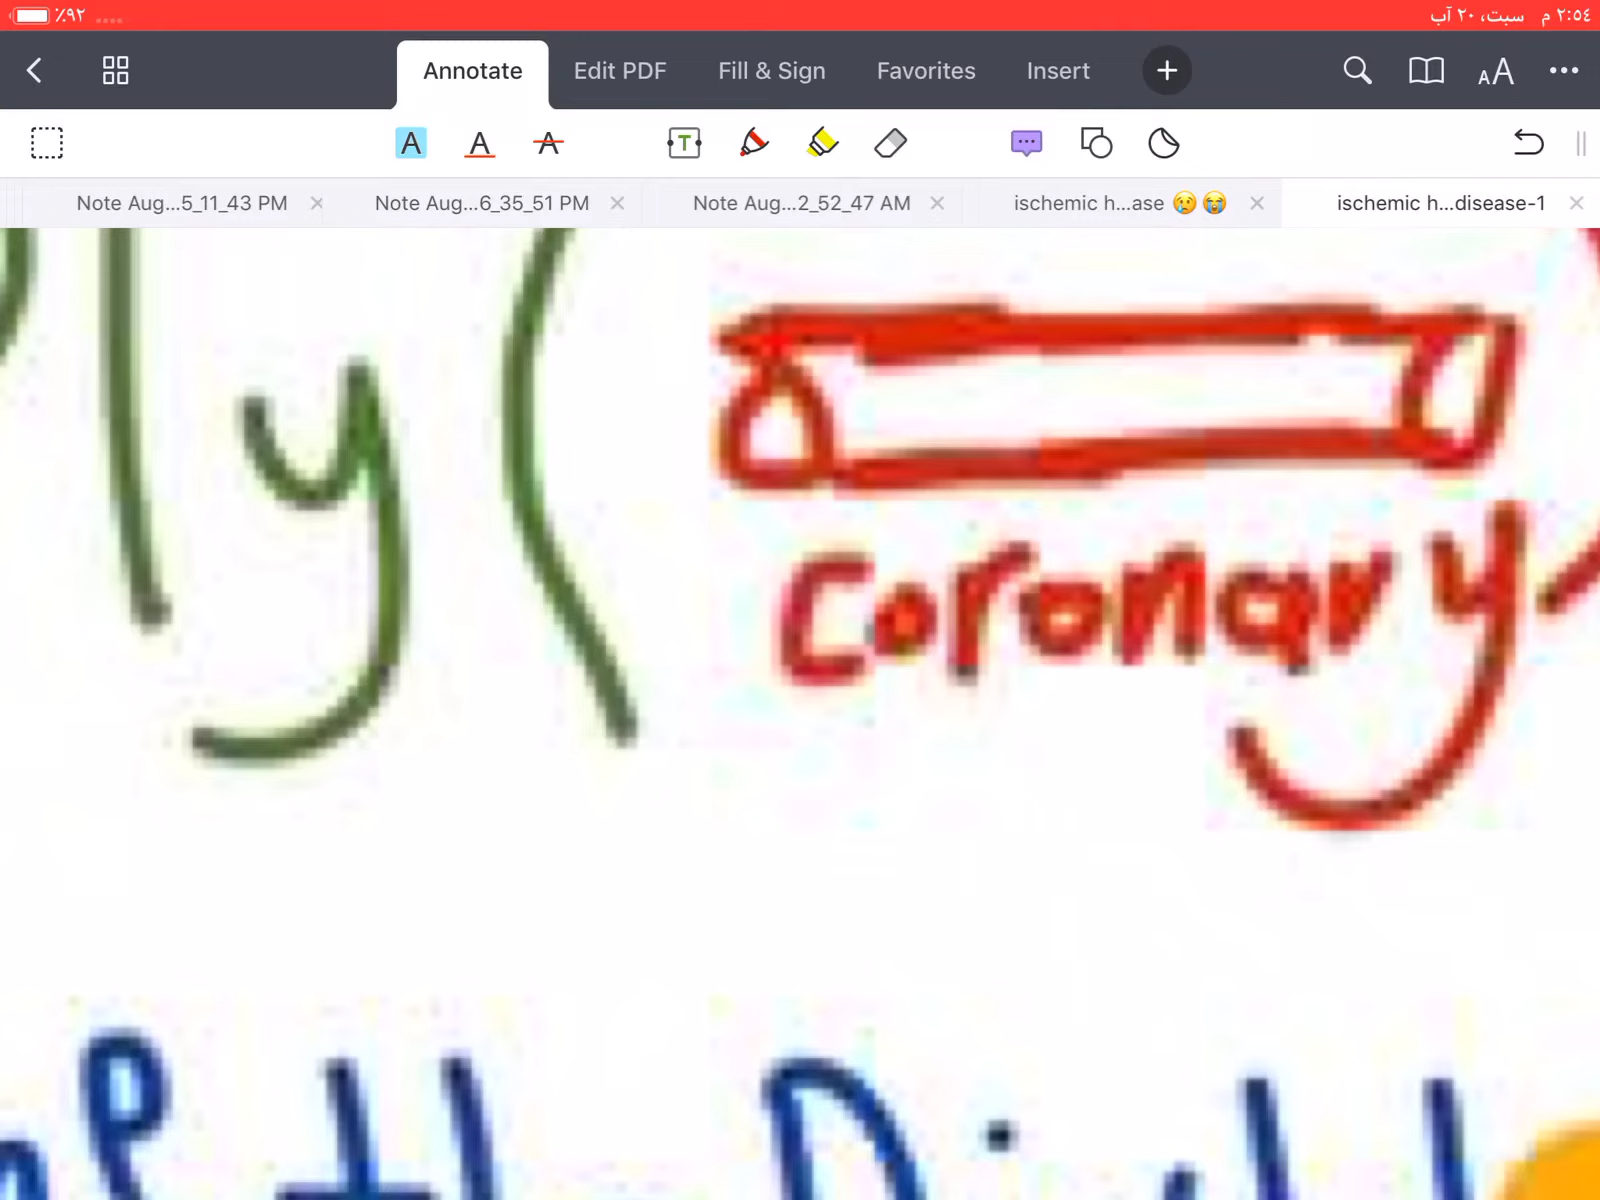 ٪٩٢ سبت، ٢٠ آب ٢:٥٤ م
Annotate Edit PDF Fill & Sign Favorites Insert
Note Aug...5_11_43 PM Note Aug...6_35_51 PM Note Aug...2_52_47 AM ischemic h...ase 😢 😭 ischemic h...disease-1
ly(
Coronary